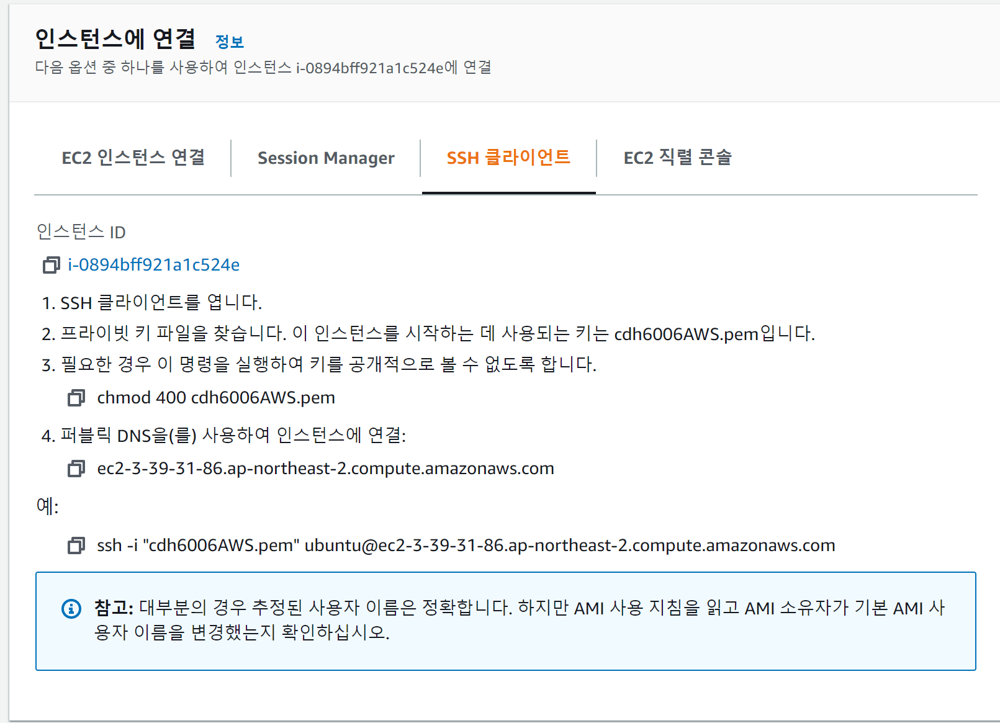 인스턴스에 연결 정보
다음 옵션 중 하나를 사용하여 인스턴스 i-0894bff921a1c524e에 연결
EC2 인스턴스 연결
Session Manager
SSH 클라이언트
EC2 직렬 콘솔
인스턴스 ID
i-0894bff921a1c524e
1. SSH 클라이언트를 엽니다.
2. 프라이빗 키 파일을 찾습니다. 이 인스턴스를 시작하는 데 사용되는 키는 cdh6006AWS.pem입니다.
3. 필요한 경우 이 명령을 실행하여 키를 공개적으로 볼 수 없도록 합니다.
chmod 400 cdh6006AWS.pem
4. 퍼블릭 DNS을(를) 사용하여 인스턴스에 연결:
ec2-3-39-31-86.ap-northeast-2.compute.amazonaws.com
예:
ssh -i "cdh6006AWS.pem" ubuntu@ec2-3-39-31-86.ap-northeast-2.compute.amazonaws.com
참고: 대부분의 경우 추정된 사용자 이름은 정확합니다. 하지만 AMI 사용 지침을 읽고 AMI 소유자가 기본 AMI 사
용자 이름을 변경했는지 확인하십시오.